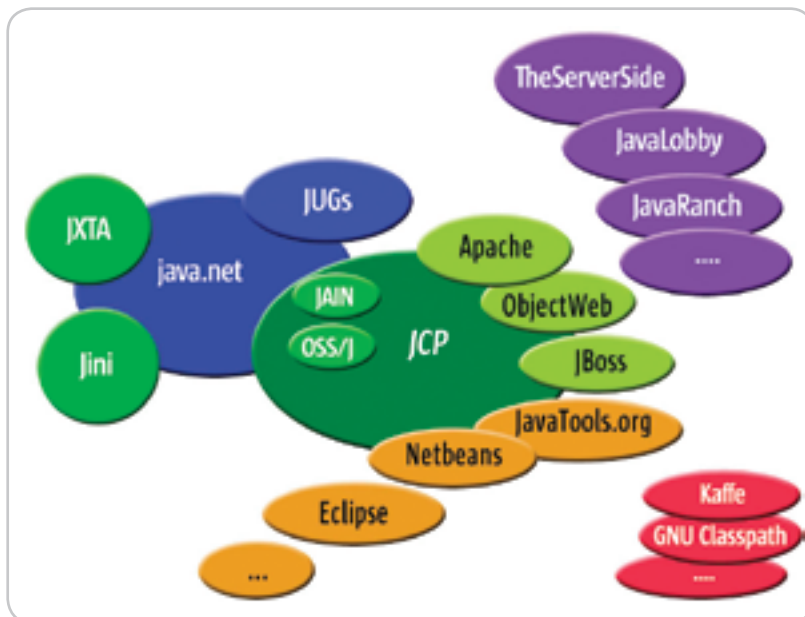 TheServerSide
JavaLobby
JavaRanch
....
JUGs
JXTA
java.net
Apache
JAIN
ObjectWeb
OSS/J
JCP
Jini
JBoss
JavaTools.org
Netbeans
Eclipse
...
Kaffe
GNU Classpath
....